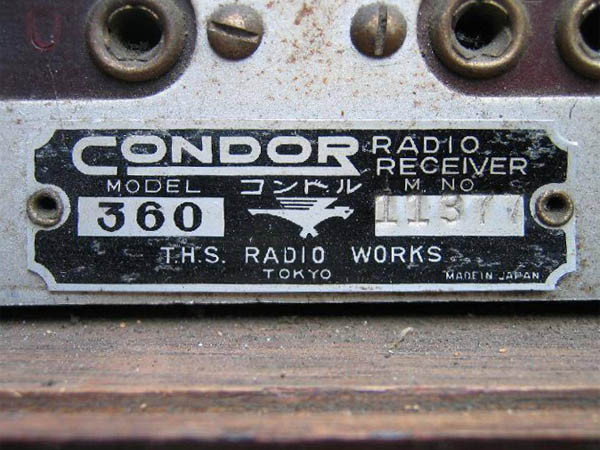 U
CONDOR RADIO RECEIVER
MODEL コンドル M. NO
360 11377
T.H.S. RADIO WORKS
TOKYO
MADE IN JAPAN